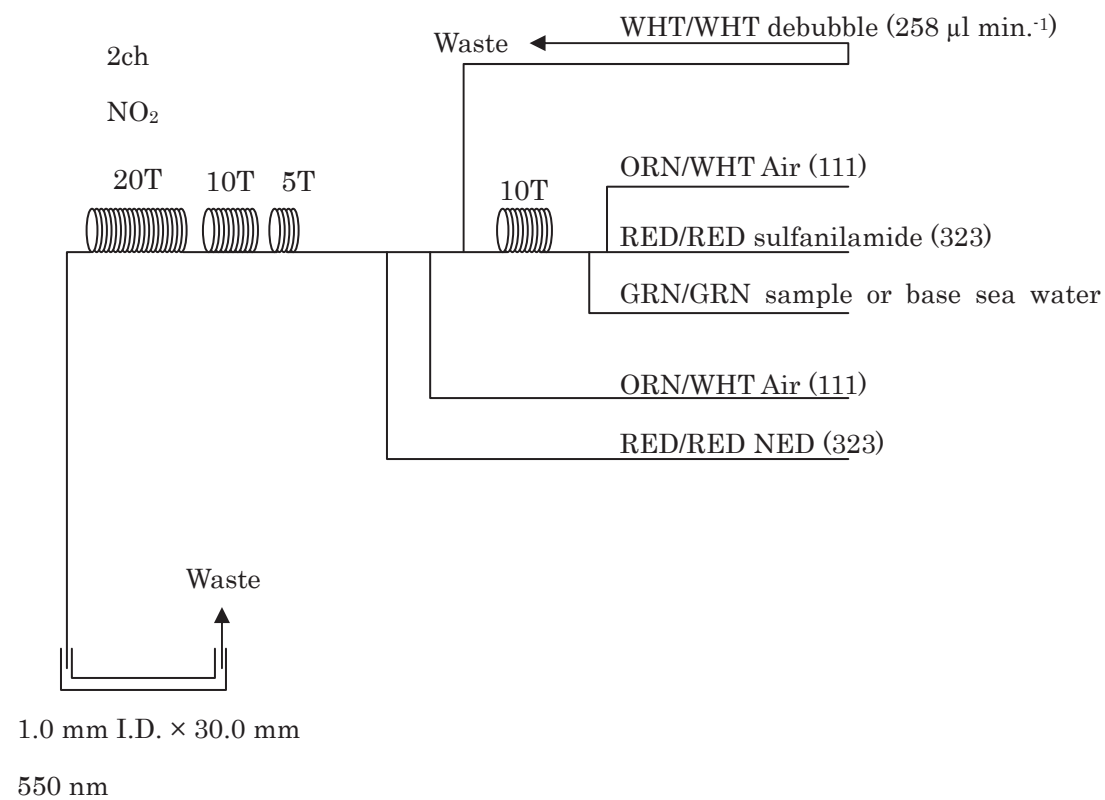 WHT/WHT debubble (258 µl min.-1)
Waste
2ch
NO2
20T
10T
5T
10T
ORN/WHT Air (111)
RED/RED sulfanilamide (323)
GRN/GRN sample or base sea water
ORN/WHT Air (111)
RED/RED NED (323)
Waste
1.0 mm I.D. × 30.0 mm
550 nm